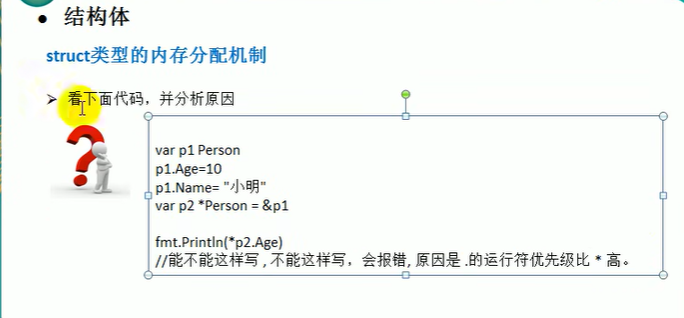 • 结构体
struct类型的内存分配机制
➢ 看下面代码，并分析原因
var p1 Person
p1.Age=10
p1.Name= "小明"
var p2 *Person = &p1
fmt.Println(*p2.Age)
//能不能这样写 , 不能这样写，会报错, 原因是 .的运行符优先级比 * 高。